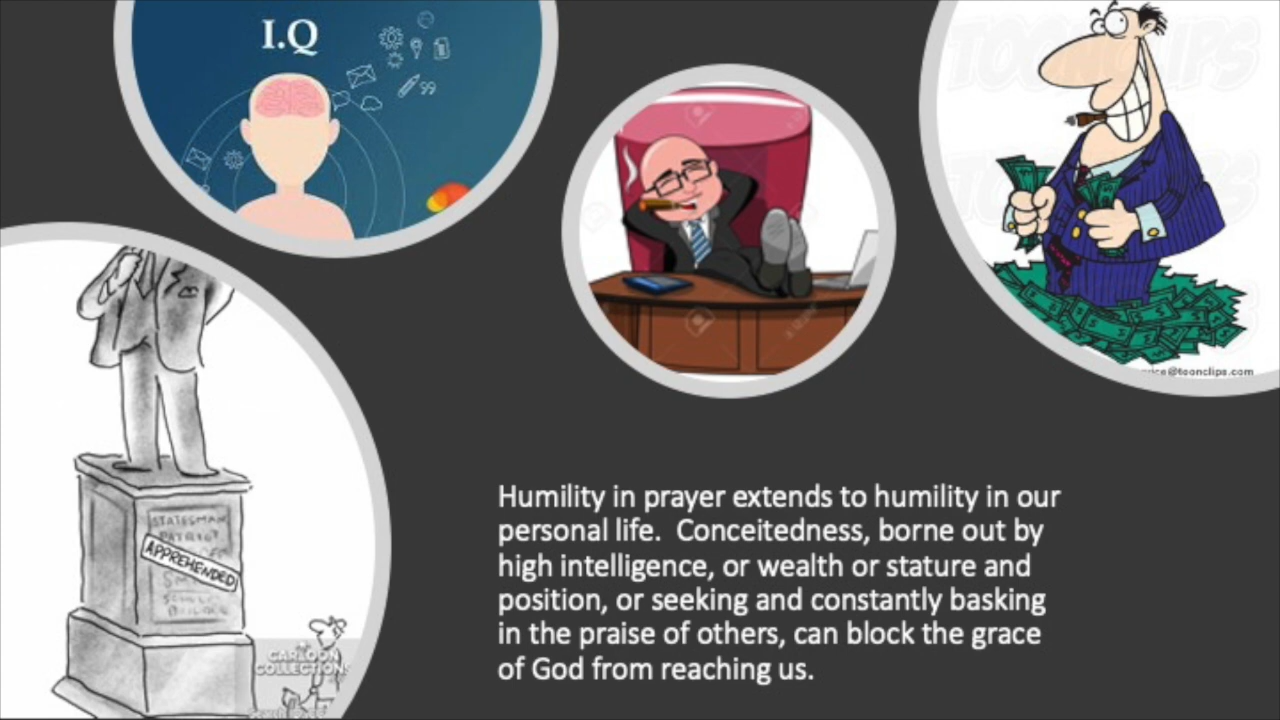 I.Q
TOONCLIPS
STATESMAN
PATRIOT
APPREHENDED
CARTOON
COLLECTIONS
@toonclips.com
Humility in prayer extends to humility in our
personal life. Conceitedness, borne out by
high intelligence, or wealth or stature and
position, or seeking and constantly basking
in the praise of others, can block the grace
of God from reaching us.